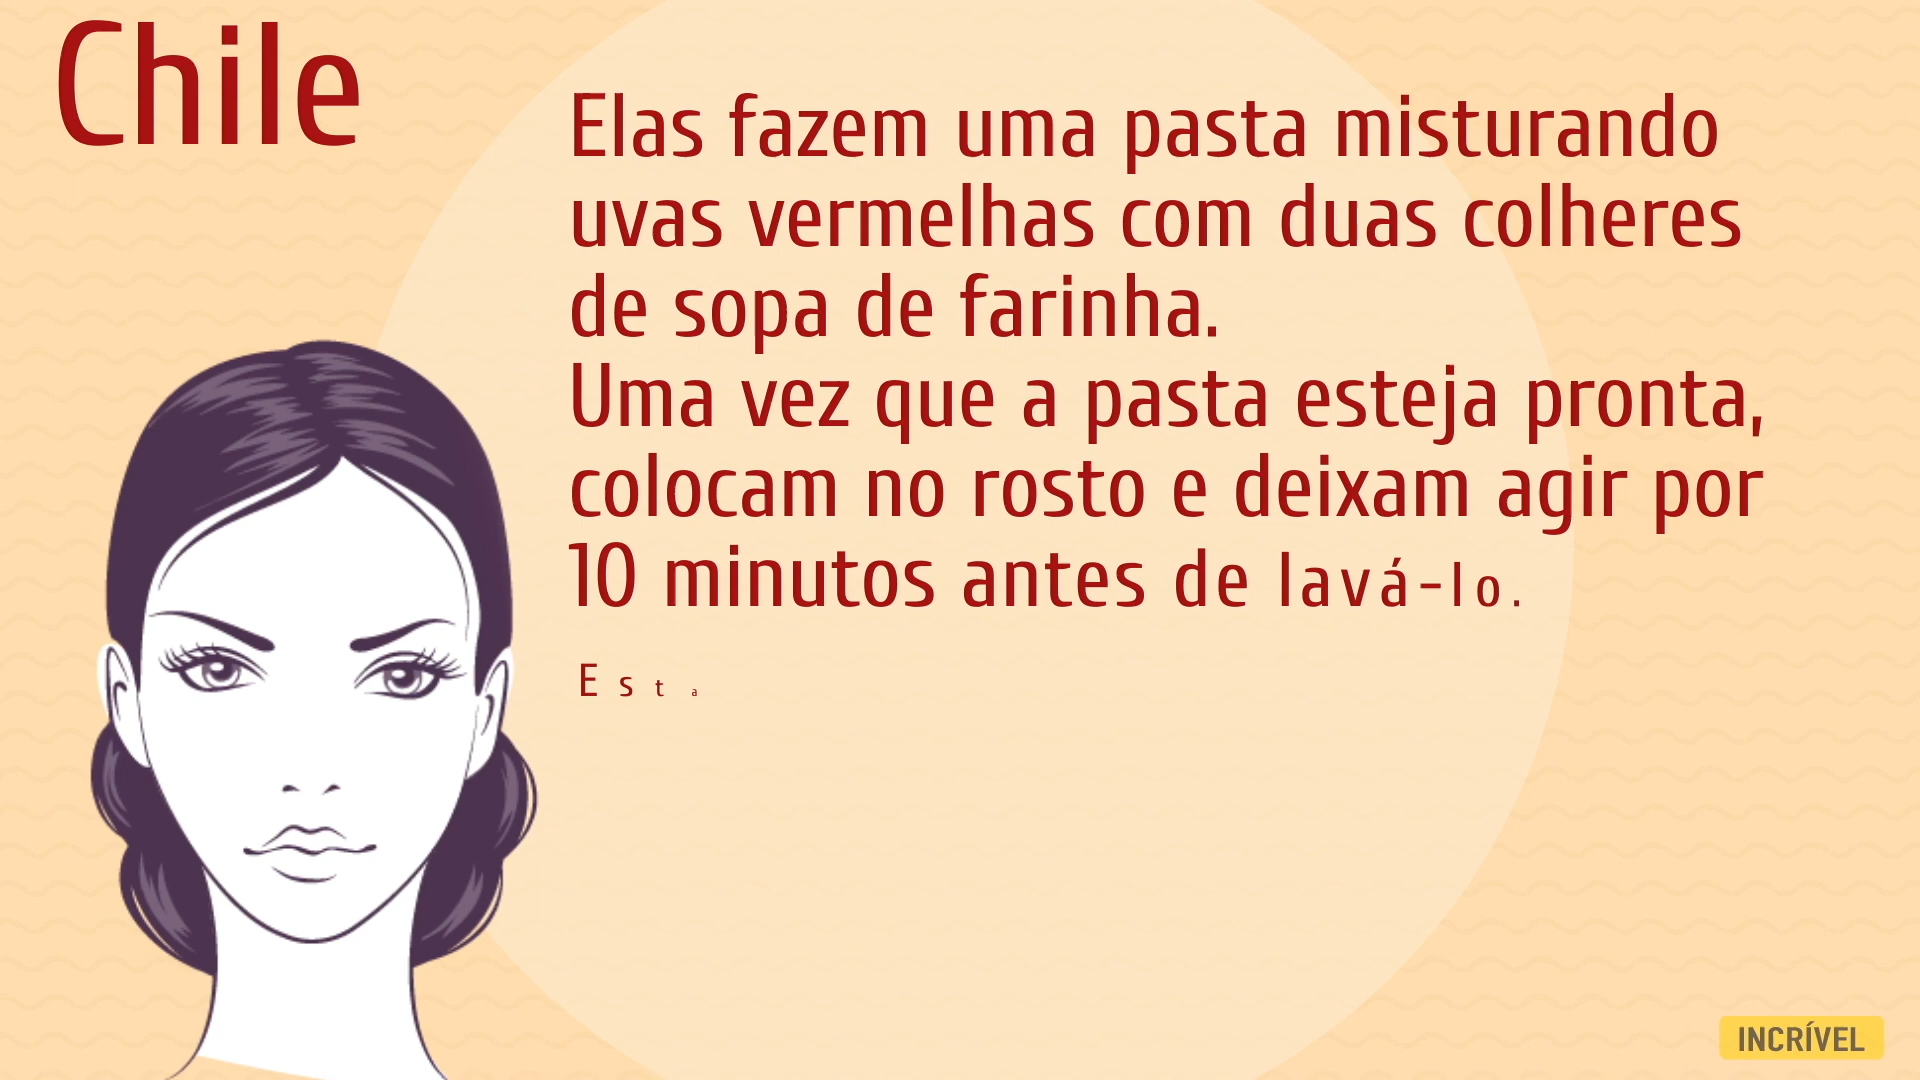 Chile
Elas fazem uma pasta misturando
uvas vermelhas com duas colheres
de sopa de farinha.
Uma vez que a pasta esteja pronta,
colocam no rosto e deixam agir por
10 minutos antes de lavá-lo.
Esta
INCRÍVEL